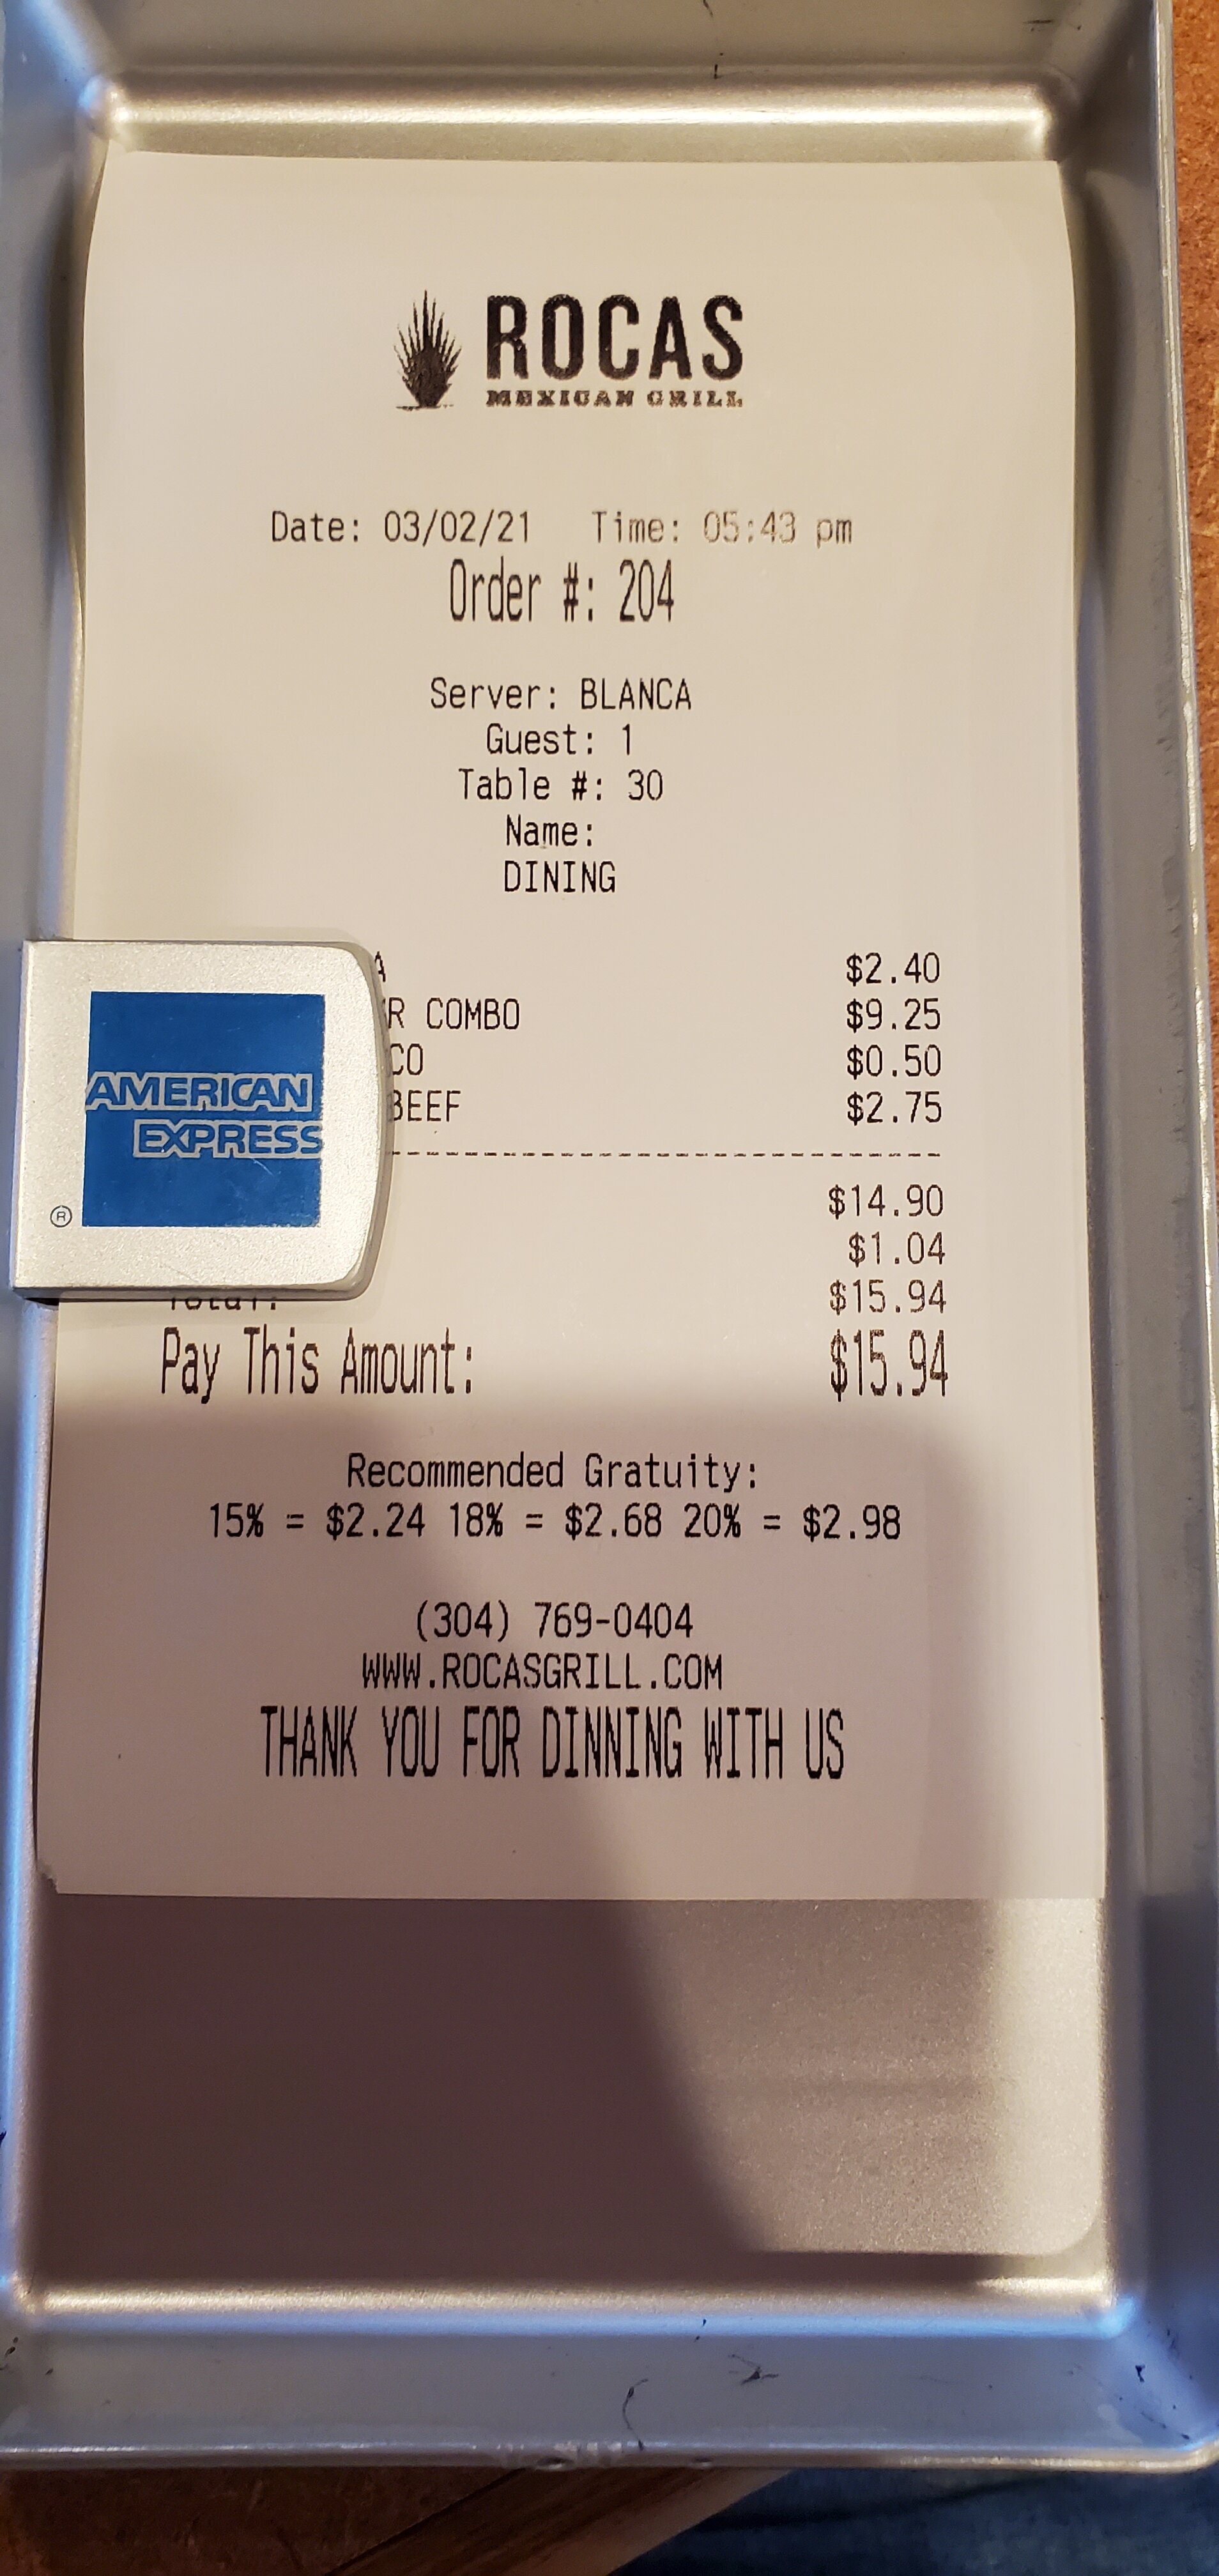 ROCAS
MEXICAN GRILL
Date: 03/02/21 Time: 05:43 pm
Order #: 204
Server: BLANCA
Guest: 1
Table #: 30
Name:
DINING
A $2.40
R COMBO $9.25
CO $0.50
BEEF $2.75
AMERICAN
EXPRESS
®
$14.90
$1.04
Total: $15.94
Pay This Amount: $15.94
Recommended Gratuity:
15% = $2.24 18% = $2.68 20% = $2.98
(304) 769-0404
WWW.ROCASGRILL.COM
THANK YOU FOR DINNING WITH US